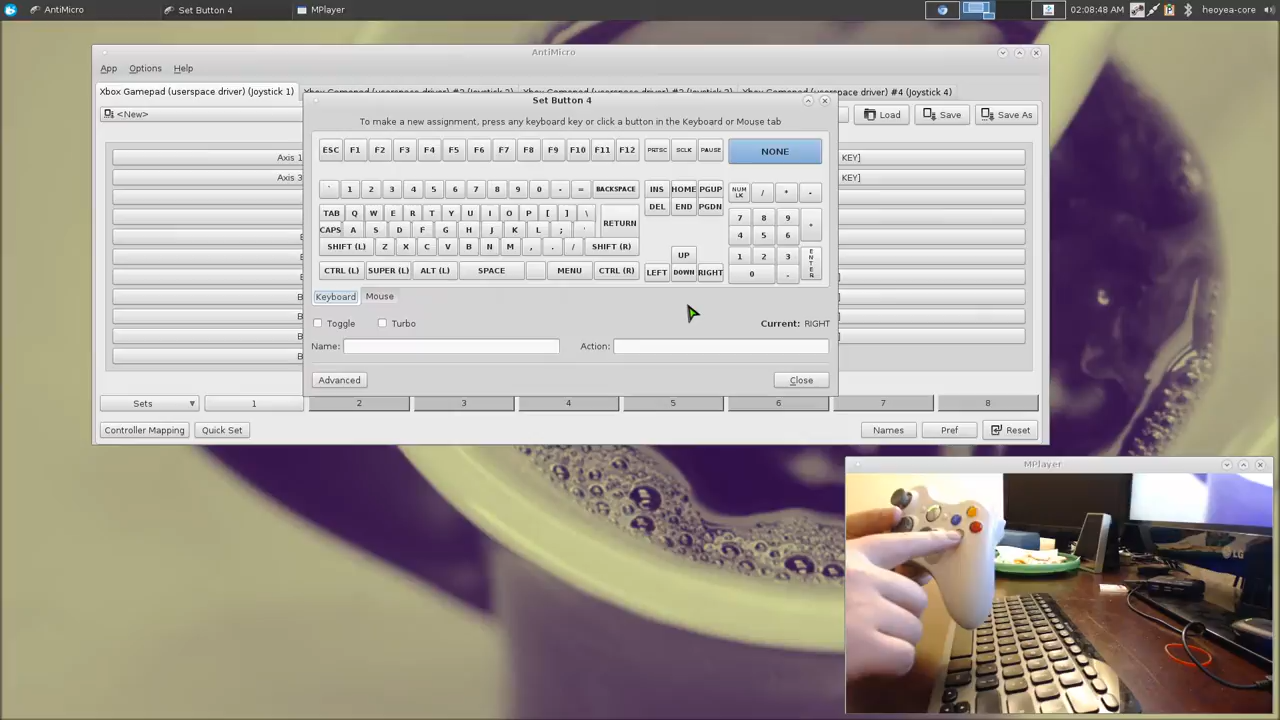 AntiMicro
Set Button 4
MPlayer
02:08:48 AM
heoyea-core
AntiMicro
App Options Help
Xbox Gamepad (userspace driver) (Joystick 1)
adpower driver) #4 (Joystick 4)
<New>
Load
Save
Save As
Set Button 4
To make a new assignment, press any keyboard key or click a button in the Keyboard or Mouse tab
ESC F1 F2 F3 F4 F5 F6 F7 F8 F9 F10 F11 F12 PRTSC SCLK PAUSE NONE
` 1 2 3 4 5 6 7 8 9 0 - = BACKSPACE INS HOME PGUP NUM LK / * -
TAB Q W E R T Y U I O P [ ] \ RETURN DEL END PGDN 7 8 9 +
CAPS A S D F G H J K L ; ' 4 5 6
SHIFT (L) Z X C V B N M , . / SHIFT (R) UP 1 2 3 ENTER
CTRL (L) SUPER (L) ALT (L) SPACE MENU CTRL (R) LEFT DOWN RIGHT 0 .
Keyboard Mouse
Toggle Turbo Current: RIGHT
Name: Action:
Advanced Close
Axis 1
Axis 3
KEY]
KEY]
Sets 1 2 3 4 5 6 7 8
Controller Mapping Quick Set Names Pref Reset
MPlayer
LG